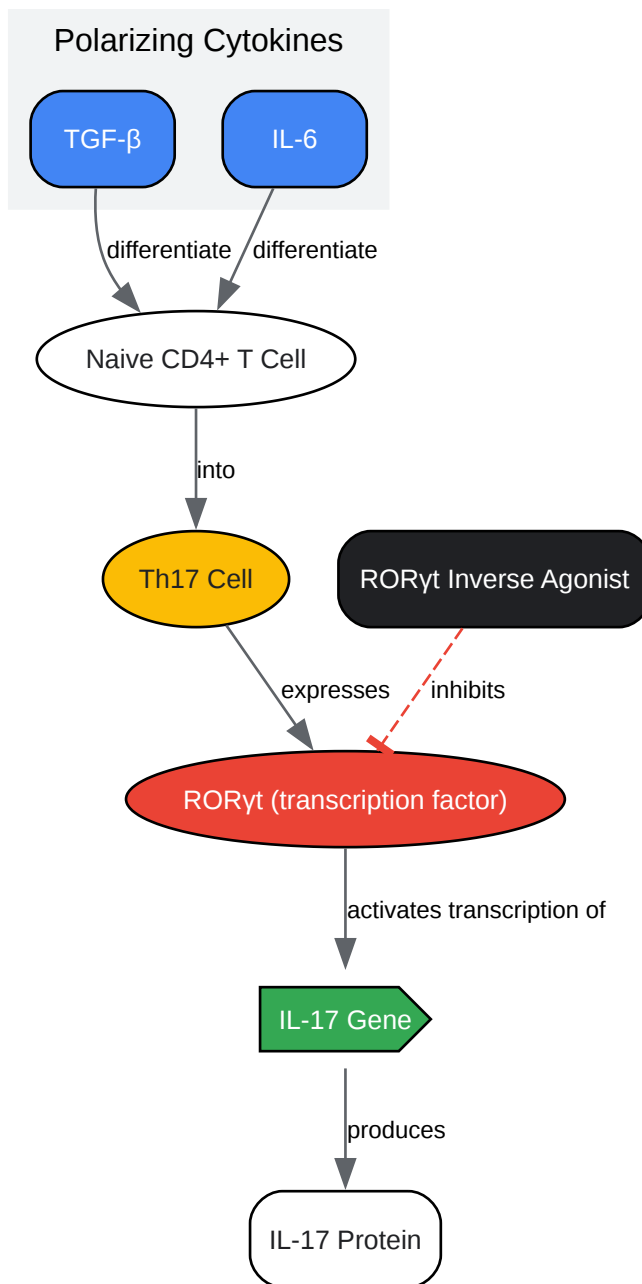 Polarizing Cytokines
TGF-β
IL-6
differentiate
differentiate
Naive CD4+ T Cell
into
Th17 Cell
RORγt Inverse Agonist
expresses
inhibits
RORγt (transcription factor)
activates transcription of
IL-17 Gene
produces
IL-17 Protein